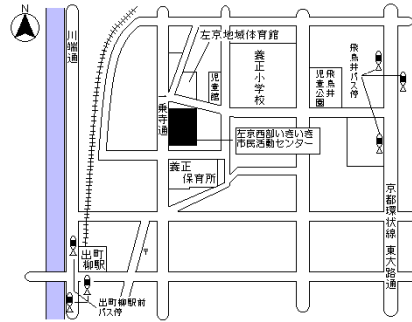 N
川端通
左京地域体育館
養正小学校
児童館
飛鳥井
児童公園
飛鳥井バス停
一乗寺通
左京西部いきいき
市民活動センター
養正
保育所
京都環状線 東大路通
出町
柳駅
〒
出町柳駅前
バス停